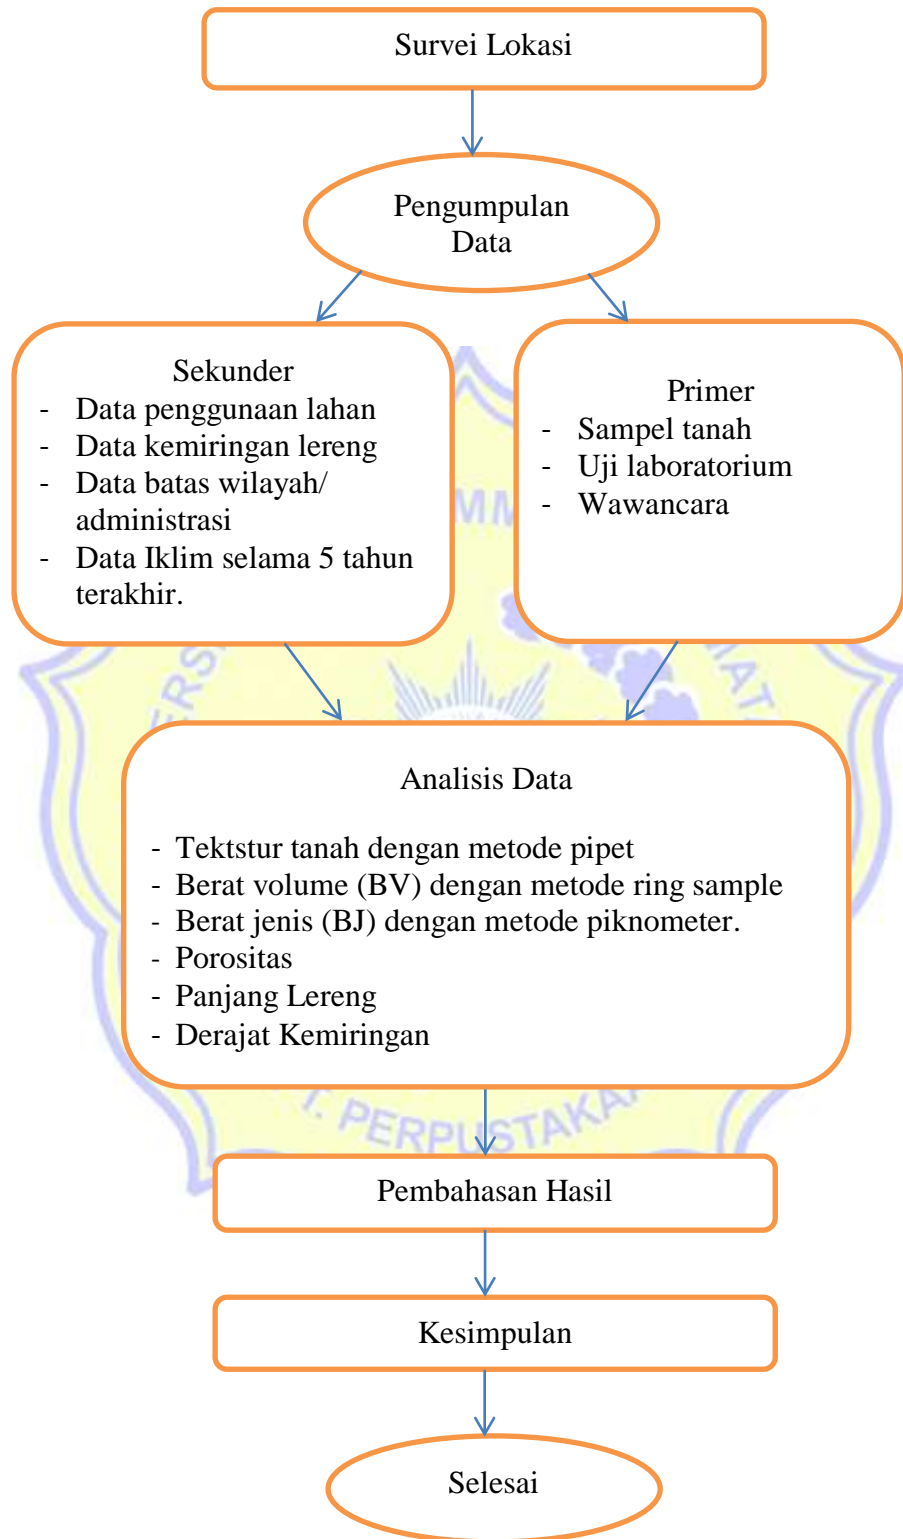 Survei Lokasi
Pengumpulan
Data
Sekunder
- Data penggunaan lahan
- Data kemiringan lereng
- Data batas wilayah/
administrasi
- Data Iklim selama 5 tahun
terakhir.
Primer
- Sampel tanah
- Uji laboratorium
- Wawancara
Analisis Data
- Tektstur tanah dengan metode pipet
- Berat volume (BV) dengan metode ring sample
- Berat jenis (BJ) dengan metode piknometer.
- Porositas
- Panjang Lereng
- Derajat Kemiringan
T. PERPUSTAKA
Pembahasan Hasil
Kesimpulan
Selesai